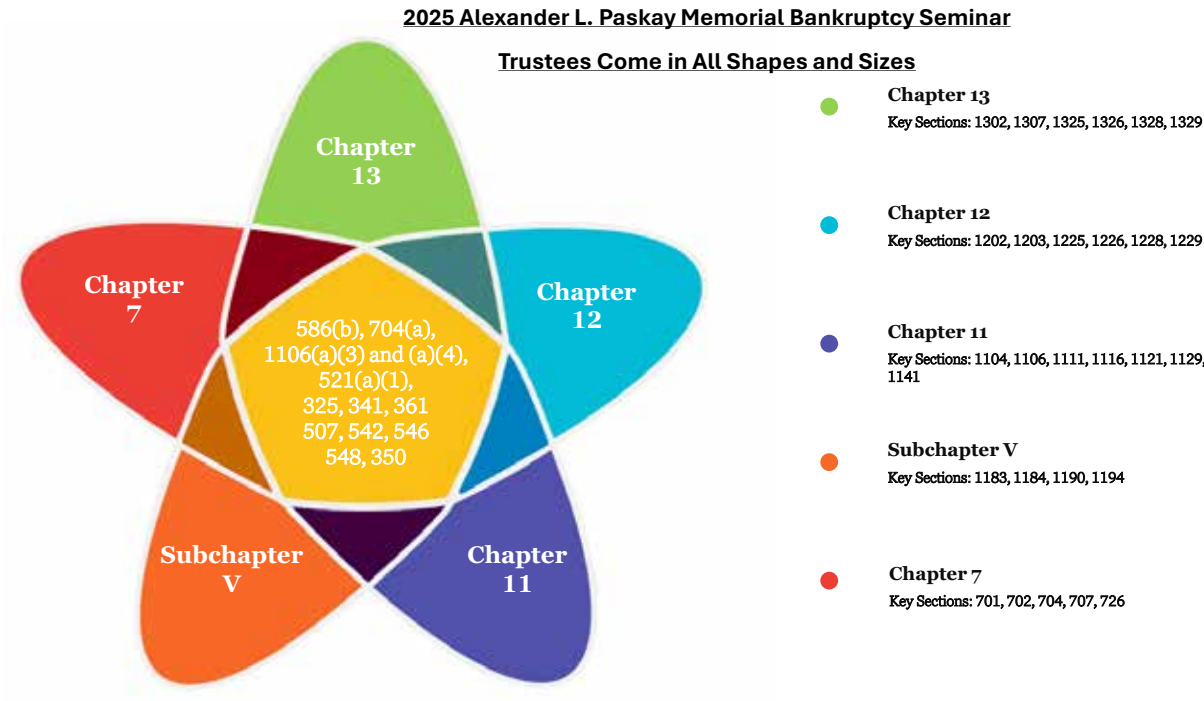 2025 Alexander L. Paskay Memorial Bankruptcy Seminar
Trustees Come in All Shapes and Sizes
Chapter
13
Chapter
7
Chapter
12
586(b), 704(a),
1106(a)(3) and (a)(4),
521(a)(1),
325, 341, 361
507, 542, 546
548, 350
Subchapter
V
Chapter
11
Chapter 13
Key Sections: 1302, 1307, 1325, 1326, 1328, 1329
Chapter 12
Key Sections: 1202, 1203, 1225, 1226, 1228, 1229
Chapter 11
Key Sections: 1104, 1106, 1111, 1116, 1121, 1129,
1141
Subchapter V
Key Sections: 1183, 1184, 1190, 1194
Chapter 7
Key Sections: 701, 702, 704, 707, 726